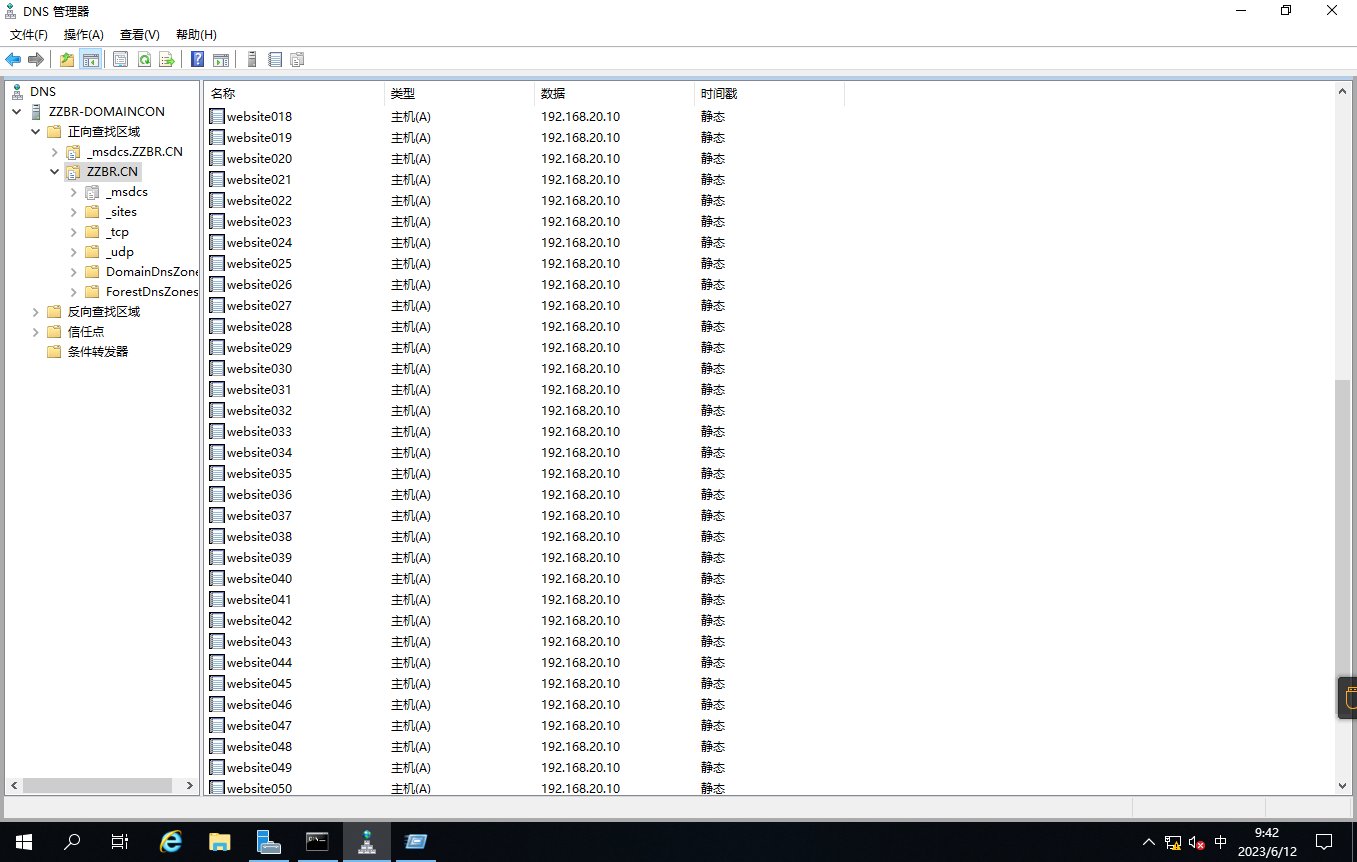 DNS 管理器
文件(F) 操作(A) 查看(V) 帮助(H)
DNS
ZZBR-DOMAINCON
正向查找区域
_msdcs.ZZBR.CN
ZZBR.CN
_msdcs
_sites
_tcp
_udp
DomainDnsZone
ForestDnsZones
反向查找区域
信任点
条件转发器
名称 类型 数据 时间戳
website018 主机(A) 192.168.20.10 静态
website019 主机(A) 192.168.20.10 静态
website020 主机(A) 192.168.20.10 静态
website021 主机(A) 192.168.20.10 静态
website022 主机(A) 192.168.20.10 静态
website023 主机(A) 192.168.20.10 静态
website024 主机(A) 192.168.20.10 静态
website025 主机(A) 192.168.20.10 静态
website026 主机(A) 192.168.20.10 静态
website027 主机(A) 192.168.20.10 静态
website028 主机(A) 192.168.20.10 静态
website029 主机(A) 192.168.20.10 静态
website030 主机(A) 192.168.20.10 静态
website031 主机(A) 192.168.20.10 静态
website032 主机(A) 192.168.20.10 静态
website033 主机(A) 192.168.20.10 静态
website034 主机(A) 192.168.20.10 静态
website035 主机(A) 192.168.20.10 静态
website036 主机(A) 192.168.20.10 静态
website037 主机(A) 192.168.20.10 静态
website038 主机(A) 192.168.20.10 静态
website039 主机(A) 192.168.20.10 静态
website040 主机(A) 192.168.20.10 静态
website041 主机(A) 192.168.20.10 静态
website042 主机(A) 192.168.20.10 静态
website043 主机(A) 192.168.20.10 静态
website044 主机(A) 192.168.20.10 静态
website045 主机(A) 192.168.20.10 静态
website046 主机(A) 192.168.20.10 静态
website047 主机(A) 192.168.20.10 静态
website048 主机(A) 192.168.20.10 静态
website049 主机(A) 192.168.20.10 静态
website050 主机(A) 192.168.20.10 静态
中
9:42
2023/6/12